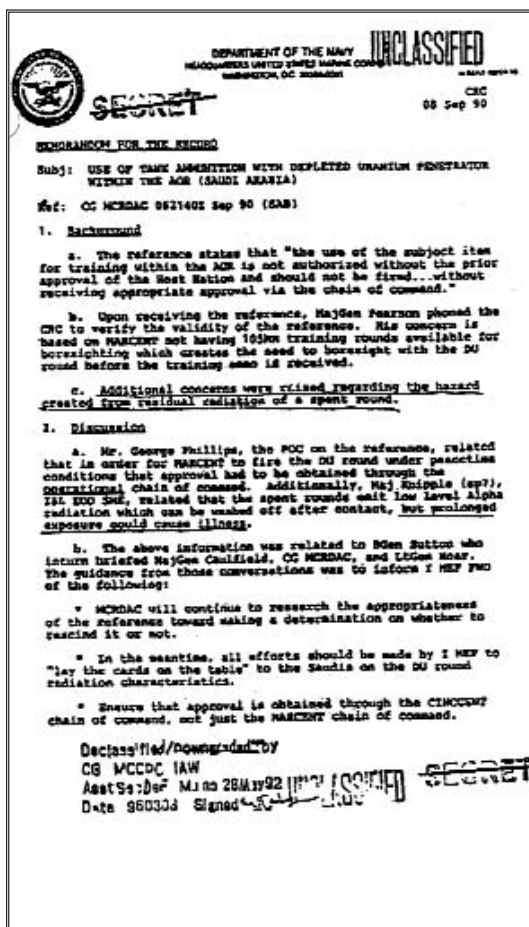 DEPARTMENT OF THE NAVY
HEADQUARTERS UNITED STATES MARINE CORPS
WASHINGTON, D.C.
UNCLASSIFIED
SECRET
CRC
08 Sep 90
MEMORANDUM FOR THE RECORD
Subj: USE OF TANK AMMUNITION WITH DEPLETED URANIUM PENETRATOR
WITHIN THE AOR (SAUDI ARABIA)
Ref: CG MCRDAC 062140Z Sep 90 (SAB)
1. Background
a. The reference states that "the use of the subject item
for training within the AOR is not authorized without the prior
approval of the Host Nation and should not be fired...without
receiving appropriate approval via the chain of command."
b. Upon receiving the reference, MajGen Pearson phoned the
CRC to verify the validity of the reference. His concern is
based on MARCENT not having 105mm training rounds available for
boresighting which creates the need to boresight with the DU
round before the training ammo is received.
c. Additional concerns were raised regarding the hazard
created from residual radiation of a spent round.
2. Discussion
a. Mr. George Phillips, the POC on the reference, related
that in order for MARCENT to fire the DU round under peacetime
conditions that approval had to be obtained through the
operational chain of command. Additionally, Maj Knipple (sp?),
related that the spent rounds emit low level Alpha
radiation which can be washed off after contact, but prolonged
exposure could cause illness.
b. The above information was related to BGen Sutton who
inturn briefed MajGen Caulfield, CG MCRDAC, and LtGen Hoar.
The guidance from those conversations was to inform I MEF FWD
of the following:
* MCRDAC will continue to research the appropriateness
of the reference toward making a determination on whether to
rescind it or not.
* In the meantime, all efforts should be made by I MEF to
"lay the cards on the table" to the Saudis on the DU round
radiation characteristics.
* Ensure that approval is obtained through the CINCCENT
chain of command, not just the MARCENT chain of command.
Declassified/Downgraded by
CG MCCDC IAW
Asst SecDef Memo 28May92
Date Signed
UNCLASSIFIED
SECRET